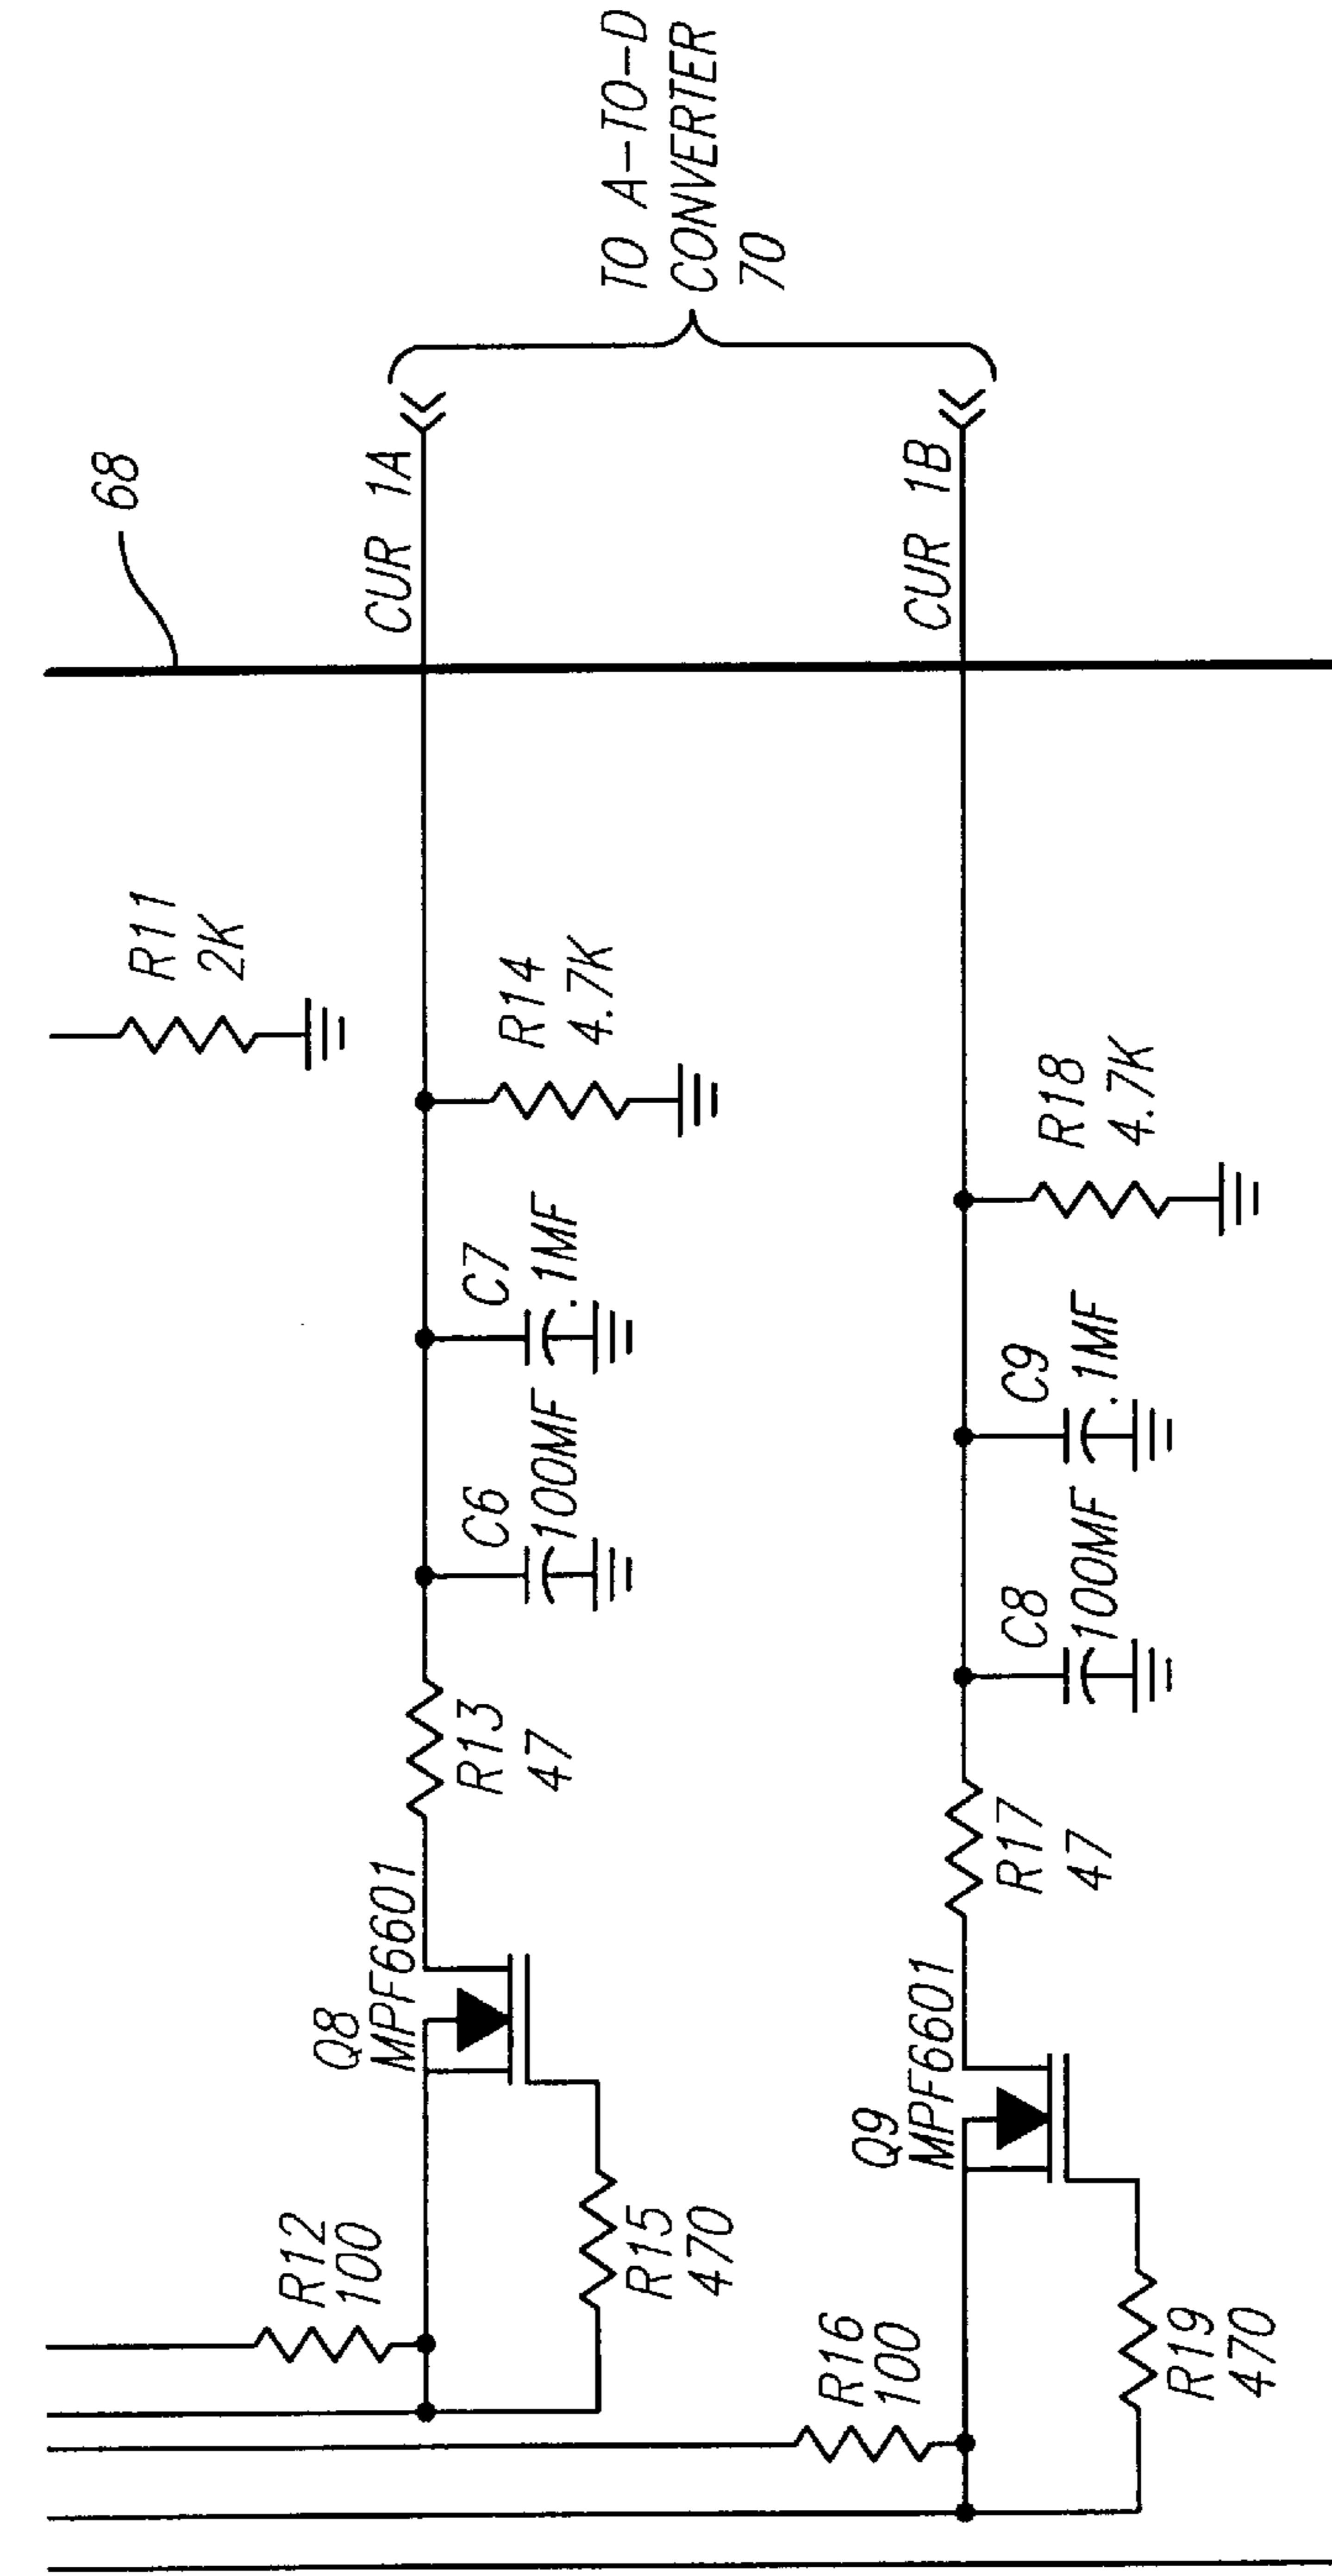 TO A-TO-D
CONVERTER
70
68
CUR 1A
CUR 1B
R11
2K
R14
4.7K
R18
4.7K
C7
.1MF
C9
.1MF
C6
100MF
C8
100MF
R13
47
R17
47
Q8
MPF6601
Q9
MPF6601
R12
100
R15
470
R16
100
R19
470